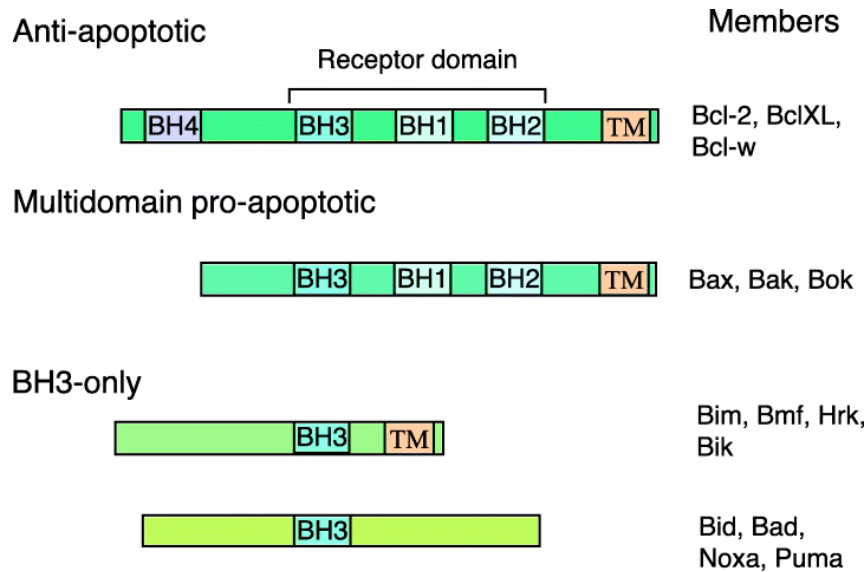 Anti-apoptotic
Members
Receptor domain
BH4 BH3 BH1 BH2 TM
Bcl-2, BclXL,
Bcl-w
Multidomain pro-apoptotic
BH3 BH1 BH2 TM
Bax, Bak, Bok
BH3-only
BH3 TM
Bim, Bmf, Hrk,
Bik
BH3
Bid, Bad,
Noxa, Puma